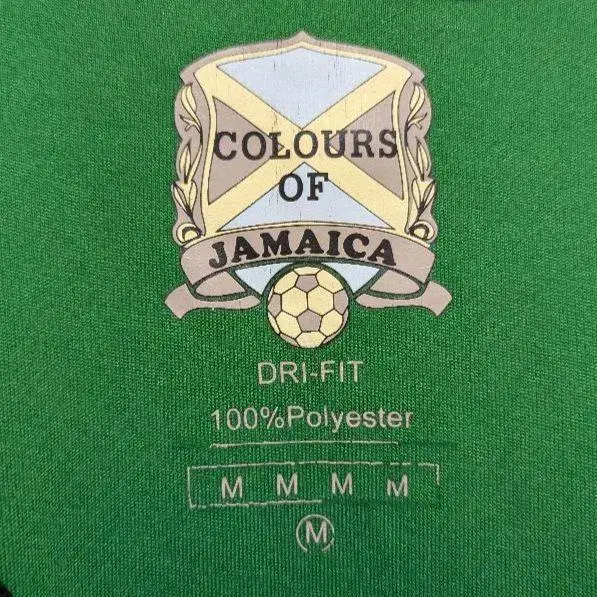 COLOURS
OF
JAMAICA
DRI-FIT
100%Polyester
M M M M
M